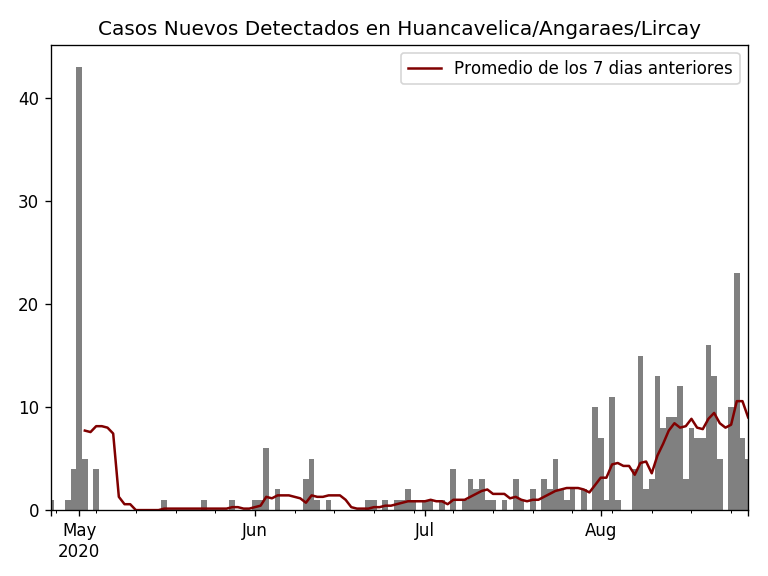 Casos Nuevos Detectados en Huancavelica/Angaraes/Lircay
Promedio de los 7 dias anteriores
40
30
20
10
0
May Jun Jul Aug
2020